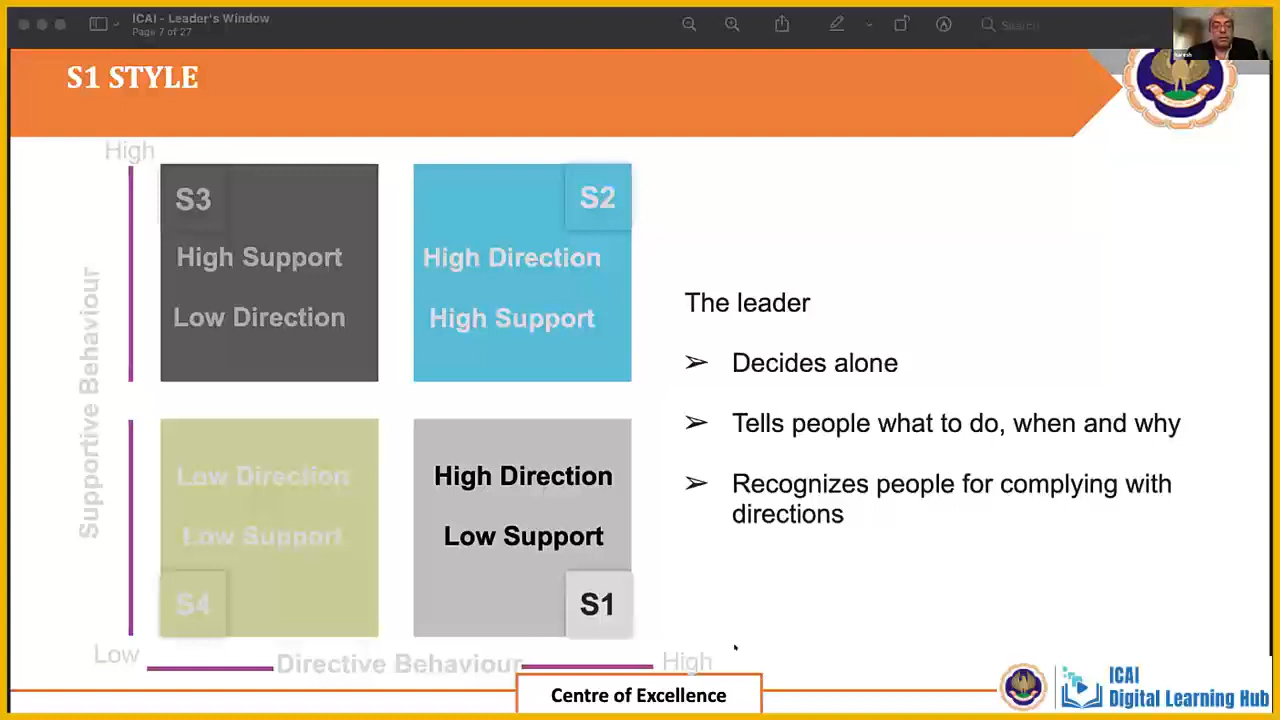 ICAI - Leader's Window
Page 7 of 27
Search
S1 STYLE
High
S3
High Support
Low Direction
S2
High Direction
High Support
Supportive Behaviour
Low Direction
Low Support
S4
High Direction
Low Support
S1
Low
Directive Behaviour
High
The leader
➢ Decides alone
➢ Tells people what to do, when and why
➢ Recognizes people for complying with
directions
Centre of Excellence
ICAI
Digital Learning Hub